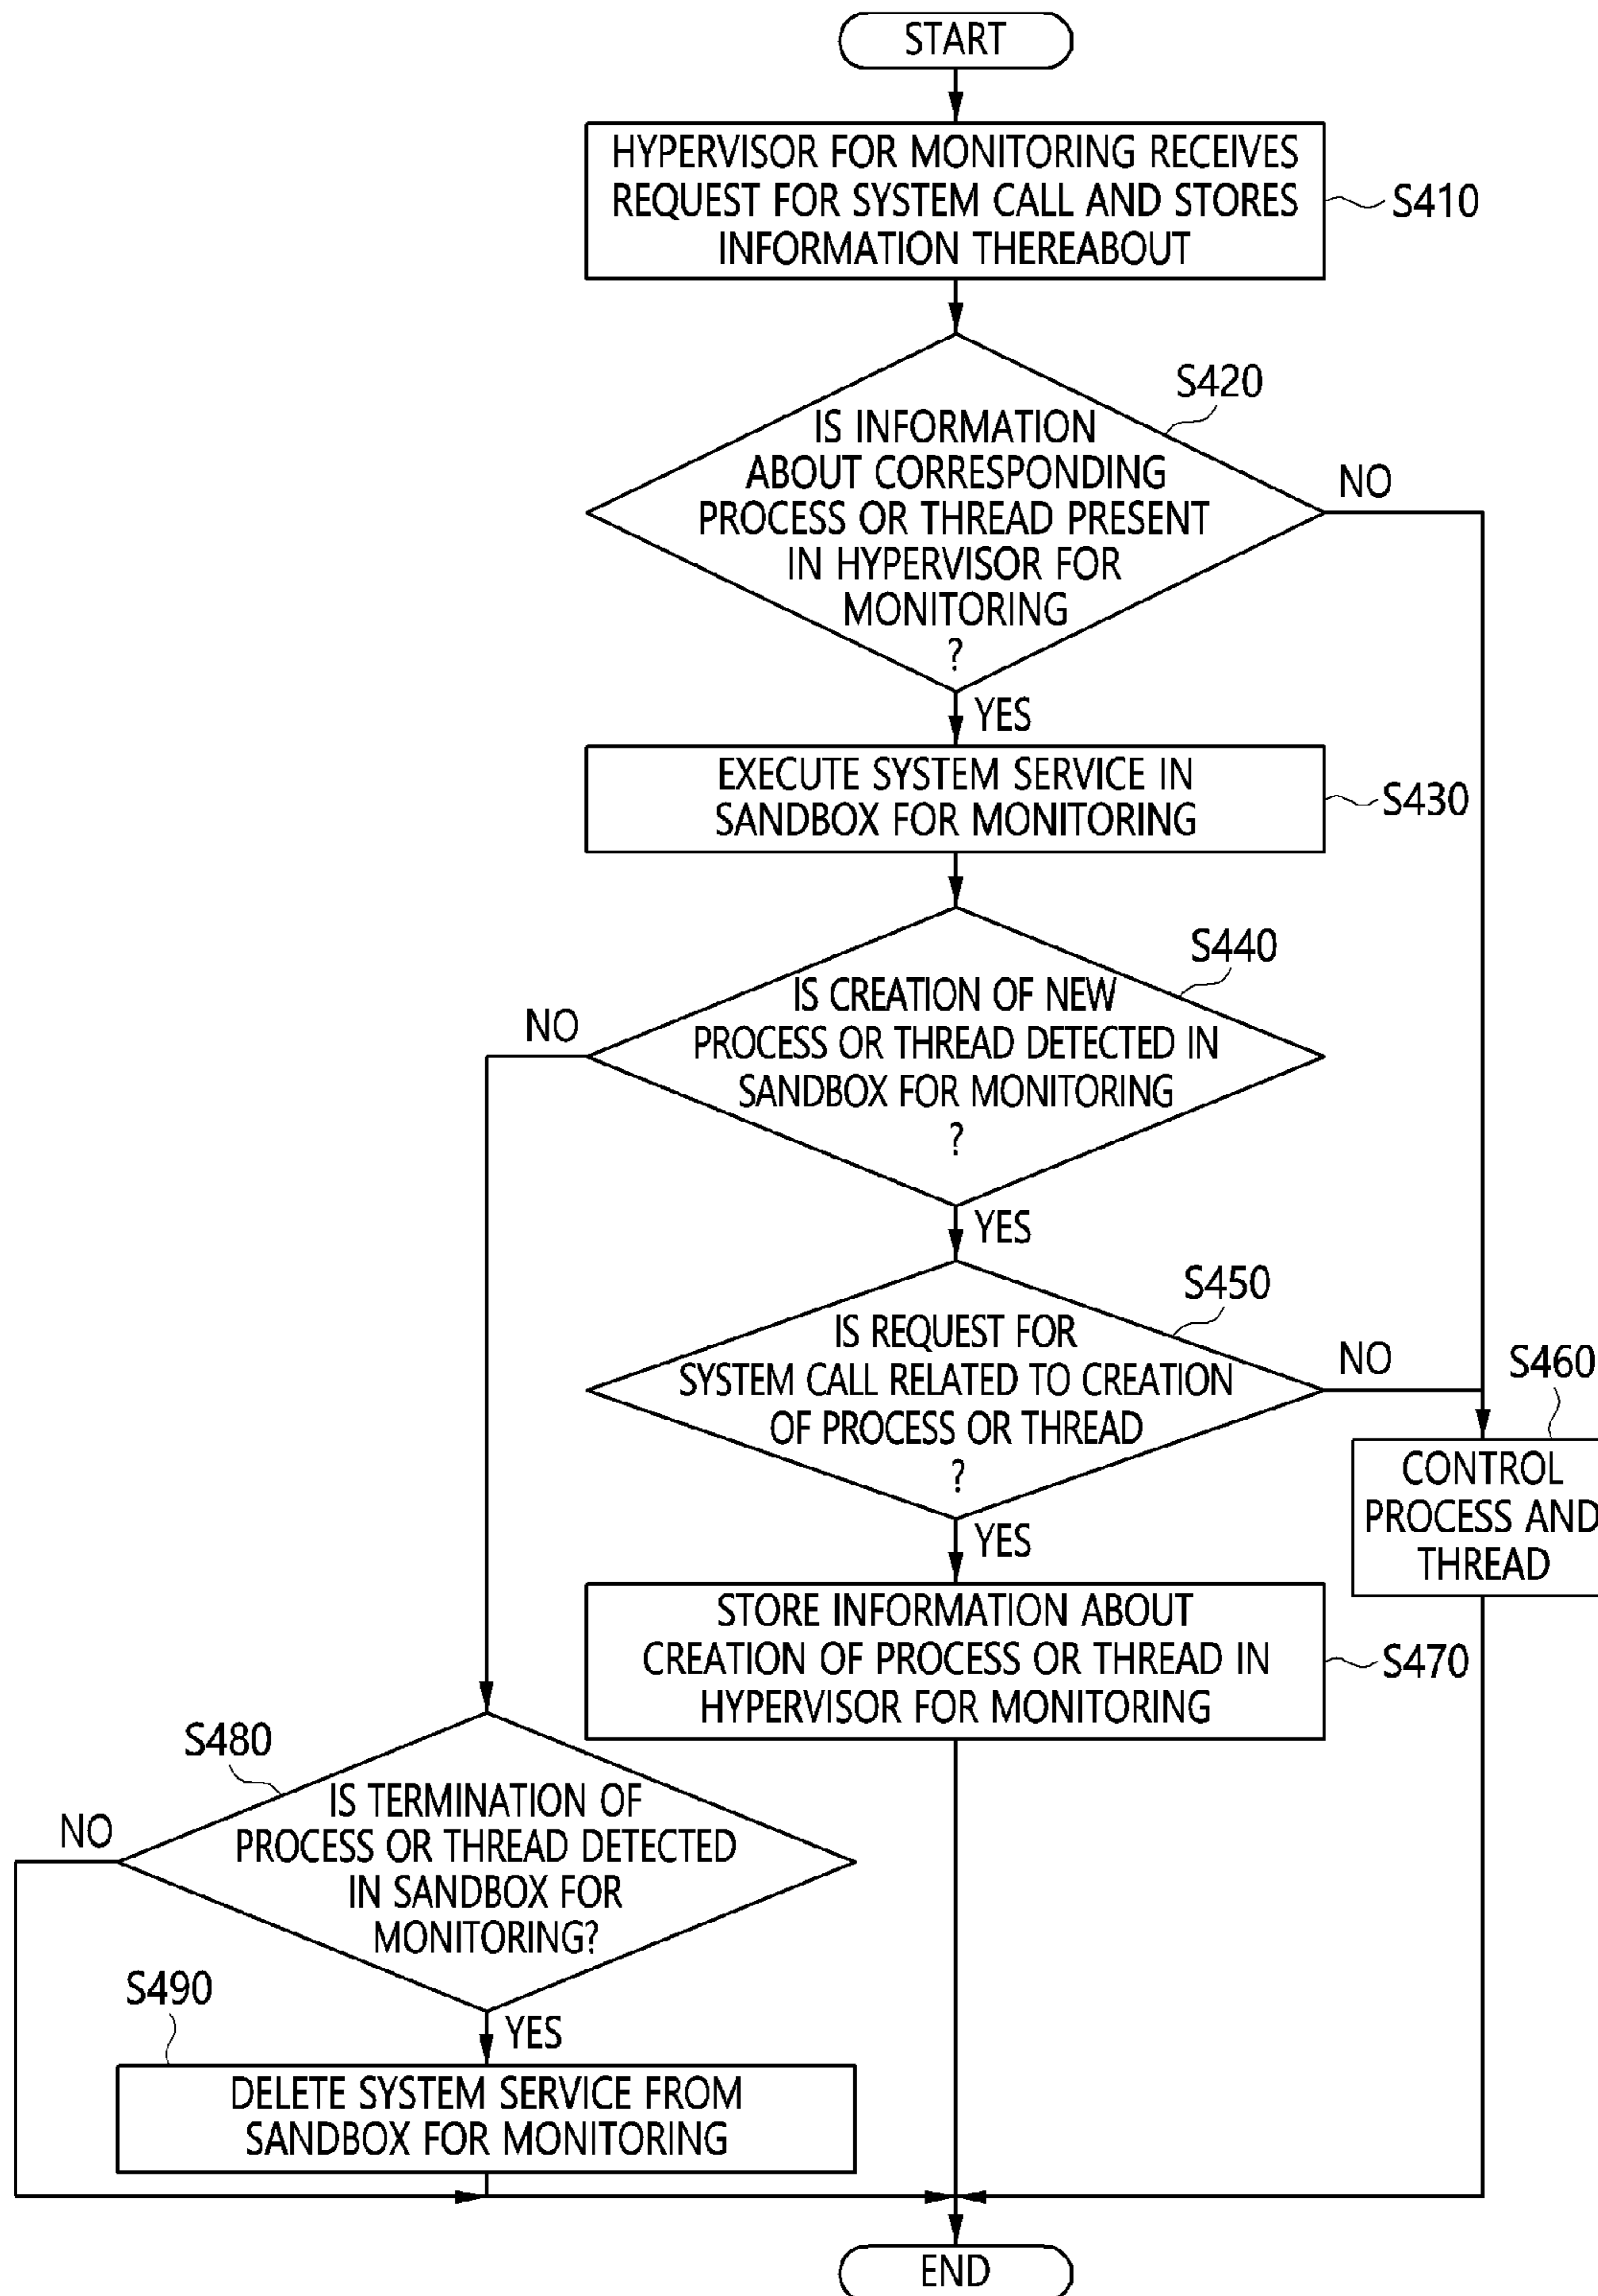 START
HYPERVISOR FOR MONITORING RECEIVES
REQUEST FOR SYSTEM CALL AND STORES
INFORMATION THEREABOUT
S410
S420
IS INFORMATION
ABOUT CORRESPONDING
PROCESS OR THREAD PRESENT
IN HYPERVISOR FOR
MONITORING
?
NO
YES
EXECUTE SYSTEM SERVICE IN
SANDBOX FOR MONITORING
S430
S440
IS CREATION OF NEW
PROCESS OR THREAD DETECTED IN
SANDBOX FOR MONITORING
?
NO
YES
S450
IS REQUEST FOR
SYSTEM CALL RELATED TO CREATION
OF PROCESS OR THREAD
?
NO
YES
S460
CONTROL
PROCESS AND
THREAD
STORE INFORMATION ABOUT
CREATION OF PROCESS OR THREAD IN
HYPERVISOR FOR MONITORING
S470
S480
IS TERMINATION OF
PROCESS OR THREAD DETECTED
IN SANDBOX FOR
MONITORING?
NO
YES
S490
DELETE SYSTEM SERVICE FROM
SANDBOX FOR MONITORING
END